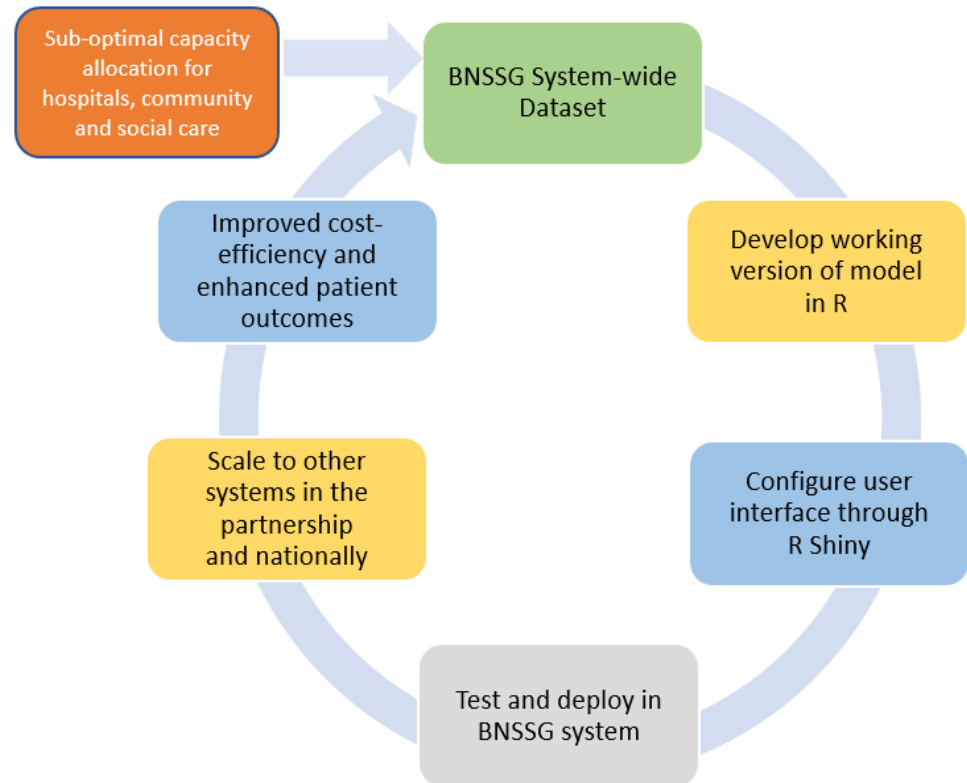 Sub-optimal capacity
allocation for
hospitals, community
and social care
BNSSG System-wide
Dataset
Develop working
version of model
in R
Configure user
interface through
R Shiny
Test and deploy in
BNSSG system
Scale to other
systems in the
partnership
and nationally
Improved cost-
efficiency and
enhanced patient
outcomes